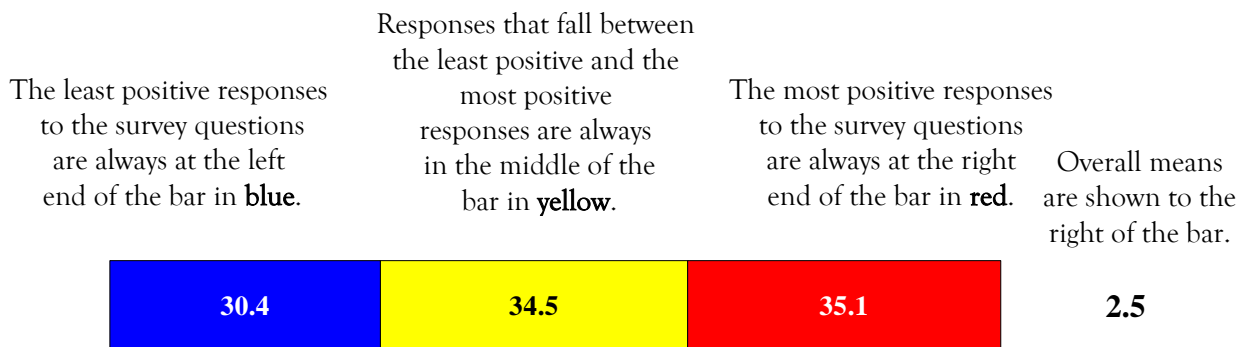 The least positive responses
to the survey questions
are always at the left
end of the bar in blue.
Responses that fall between
the least positive and the
most positive
responses are always
in the middle of the
bar in yellow.
The most positive responses
to the survey questions
are always at the right
end of the bar in red.
Overall means
are shown to the
right of the bar.
30.4
34.5
35.1
2.5